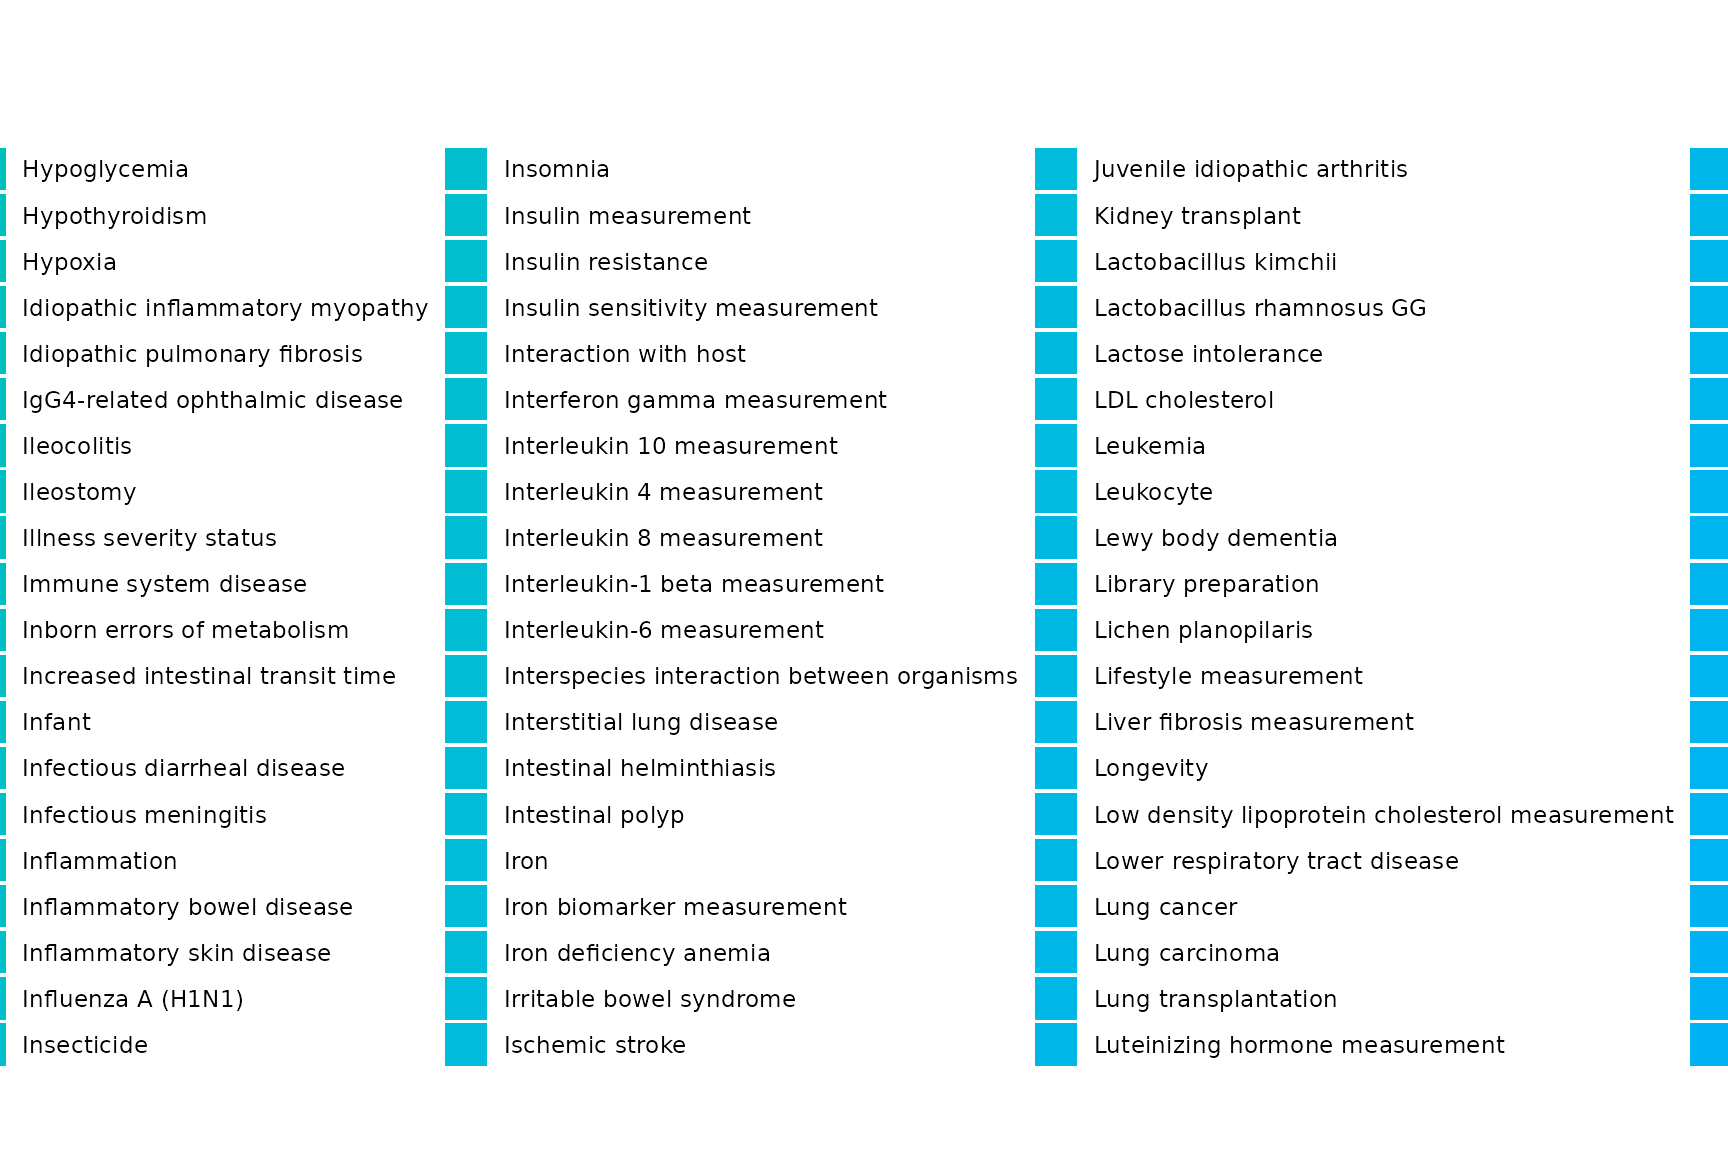 Hypoglycemia
Hypothyroidism
Hypoxia
Idiopathic inflammatory myopathy
Idiopathic pulmonary fibrosis
IgG4-related ophthalmic disease
Ileocolitis
Ileostomy
Illness severity status
Immune system disease
Inborn errors of metabolism
Increased intestinal transit time
Infant
Infectious diarrheal disease
Infectious meningitis
Inflammation
Inflammatory bowel disease
Inflammatory skin disease
Influenza A (H1N1)
Insecticide
Insomnia
Insulin measurement
Insulin resistance
Insulin sensitivity measurement
Interaction with host
Interferon gamma measurement
Interleukin 10 measurement
Interleukin 4 measurement
Interleukin 8 measurement
Interleukin-1 beta measurement
Interleukin-6 measurement
Interspecies interaction between organisms
Interstitial lung disease
Intestinal helminthiasis
Intestinal polyp
Iron
Iron biomarker measurement
Iron deficiency anemia
Irritable bowel syndrome
Ischemic stroke
Juvenile idiopathic arthritis
Kidney transplant
Lactobacillus kimchii
Lactobacillus rhamnosus GG
Lactose intolerance
LDL cholesterol
Leukemia
Leukocyte
Lewy body dementia
Library preparation
Lichen planopilaris
Lifestyle measurement
Liver fibrosis measurement
Longevity
Low density lipoprotein cholesterol measurement
Lower respiratory tract disease
Lung cancer
Lung carcinoma
Lung transplantation
Luteinizing hormone measurement